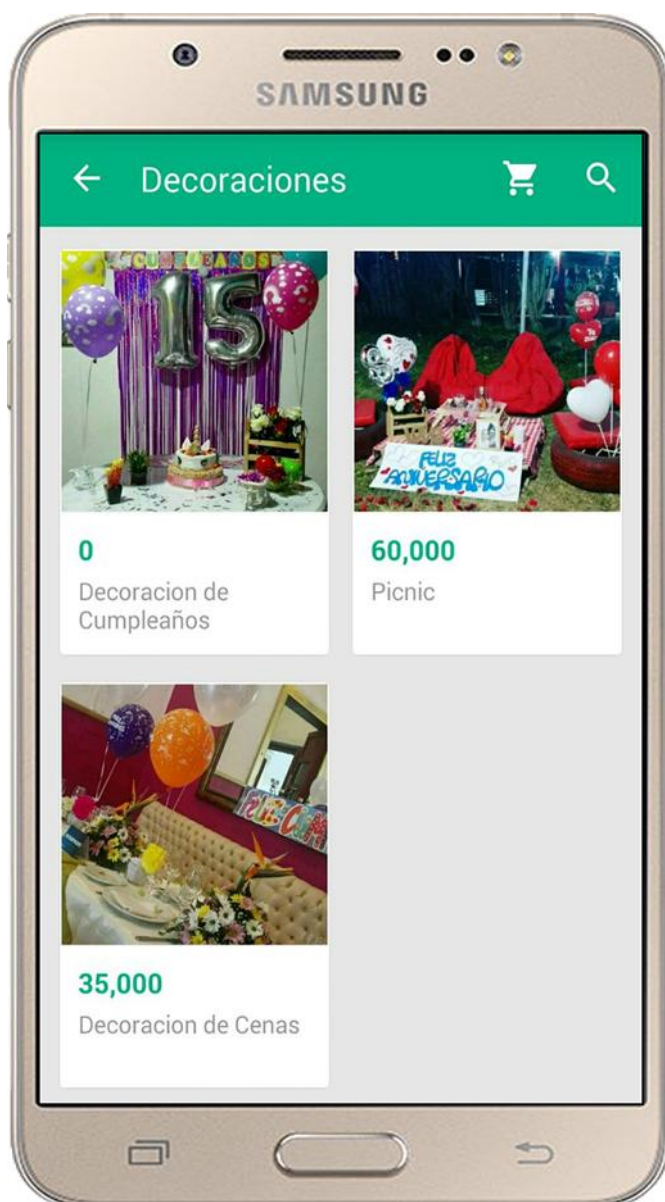 SAMSUNG
Decoraciones
CUMPLEAÑOS
15
0
Decoracion de
Cumpleaños
FELIZ
ANIVERSARIO
60,000
Picnic
35,000
Decoracion de Cenas